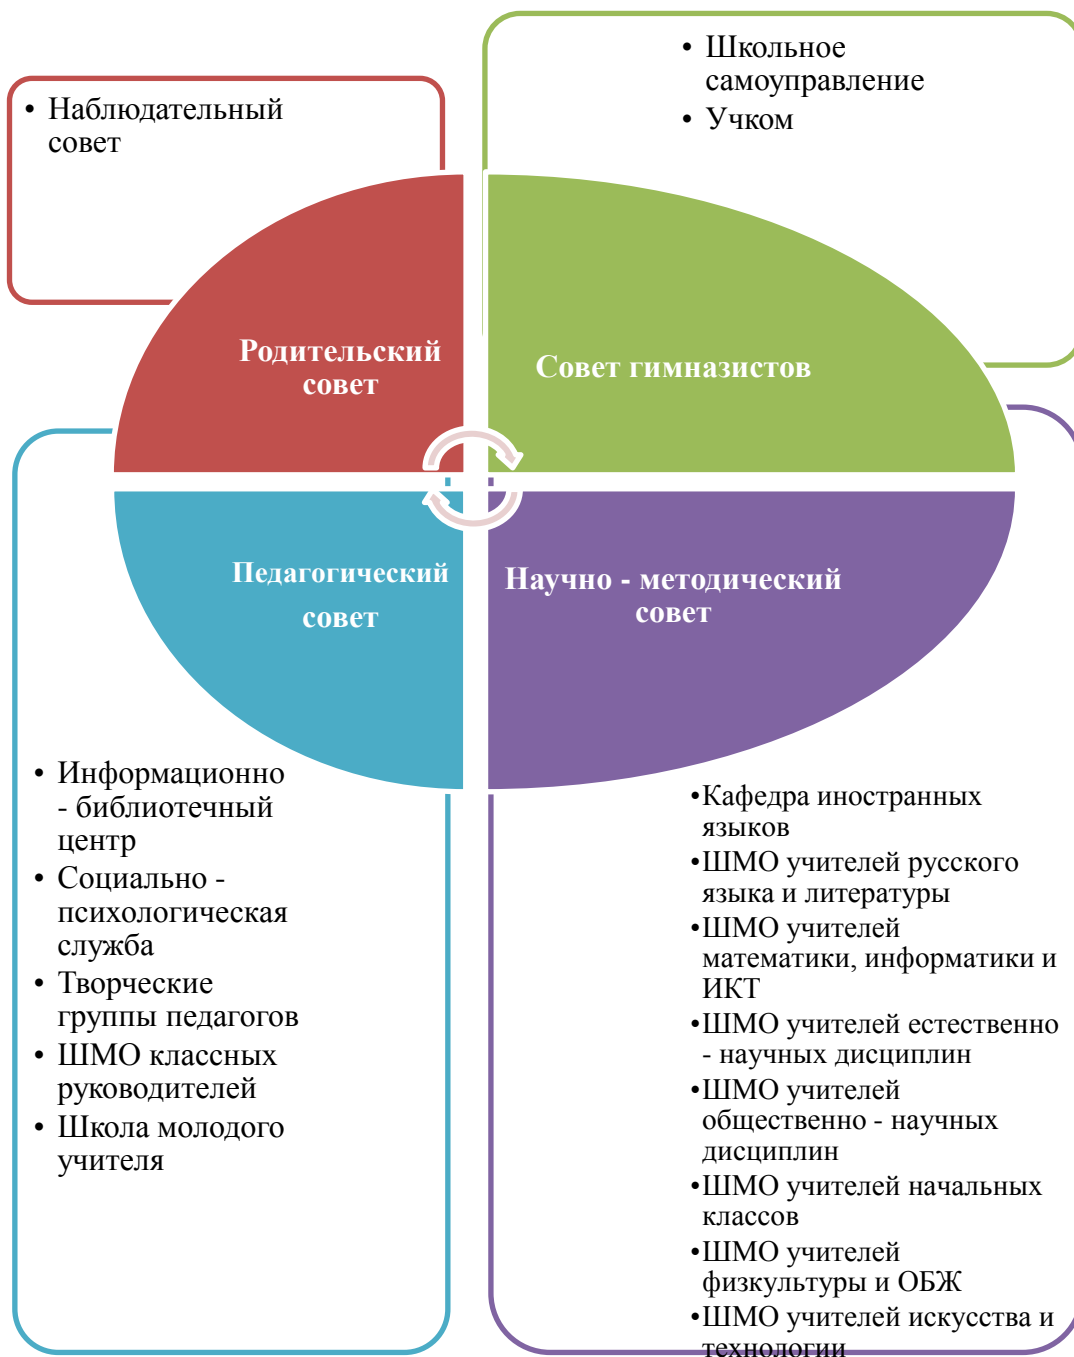 • Наблюдательный
совет
• Школьное
самоуправление
• Учком
Родительский
совет
Совет гимназистов
Педагогический
совет
Научно - методический
совет
• Информационно
- библиотечный
центр
• Социально -
психологическая
служба
• Творческие
группы педагогов
• ШМО классных
руководителей
• Школа молодого
учителя
•Кафедра иностранных
языков
•ШМО учителей русского
языка и литературы
•ШМО учителей
математики, информатики и
ИКТ
•ШМО учителей естественно
- научных дисциплин
•ШМО учителей
общественно - научных
дисциплин
•ШМО учителей начальных
классов
•ШМО учителей
физкультуры и ОБЖ
•ШМО учителей искусства и
технологии